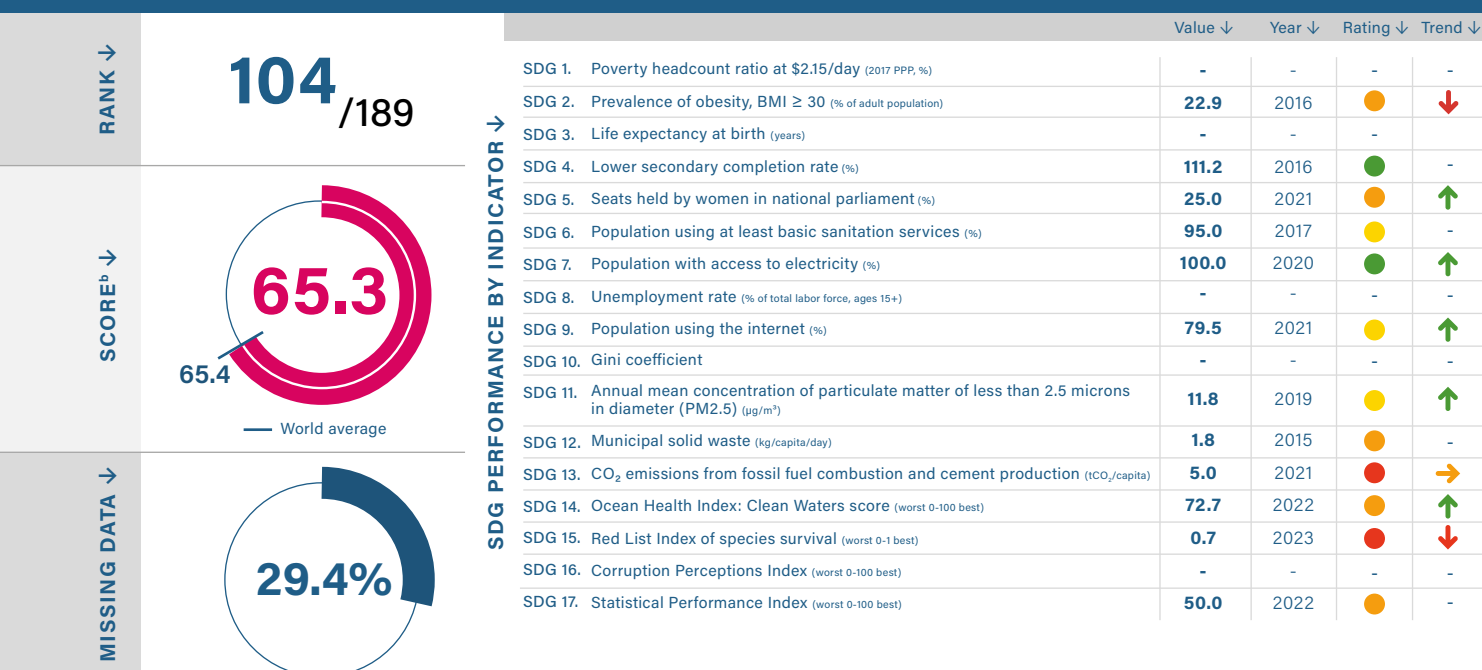 RANK →
104/189
SCOREᵇ →
65.3
65.4
World average
MISSING DATA →
29.4%
SDG PERFORMANCE BY INDICATOR →
Value ↓ Year ↓ Rating ↓ Trend ↓
SDG 1. Poverty headcount ratio at $2.15/day (2017 PPP, %) - - - -
SDG 2. Prevalence of obesity, BMI ≥ 30 (% of adult population) 22.9 2016 ↓
SDG 3. Life expectancy at birth (years) - - -
SDG 4. Lower secondary completion rate (%) 111.2 2016 -
SDG 5. Seats held by women in national parliament (%) 25.0 2021 ↑
SDG 6. Population using at least basic sanitation services (%) 95.0 2017 -
SDG 7. Population with access to electricity (%) 100.0 2020 ↑
SDG 8. Unemployment rate (% of total labor force, ages 15+) - - - -
SDG 9. Population using the internet (%) 79.5 2021 ↑
SDG 10. Gini coefficient - - - -
SDG 11. Annual mean concentration of particulate matter of less than 2.5 microns
in diameter (PM2.5) (µg/m³) 11.8 2019 ↑
SDG 12. Municipal solid waste (kg/capita/day) 1.8 2015 -
SDG 13. CO₂ emissions from fossil fuel combustion and cement production (tCO₂/capita) 5.0 2021 →
SDG 14. Ocean Health Index: Clean Waters score (worst 0-100 best) 72.7 2022 ↑
SDG 15. Red List Index of species survival (worst 0-1 best) 0.7 2023 ↓
SDG 16. Corruption Perceptions Index (worst 0-100 best) - - - -
SDG 17. Statistical Performance Index (worst 0-100 best) 50.0 2022 -